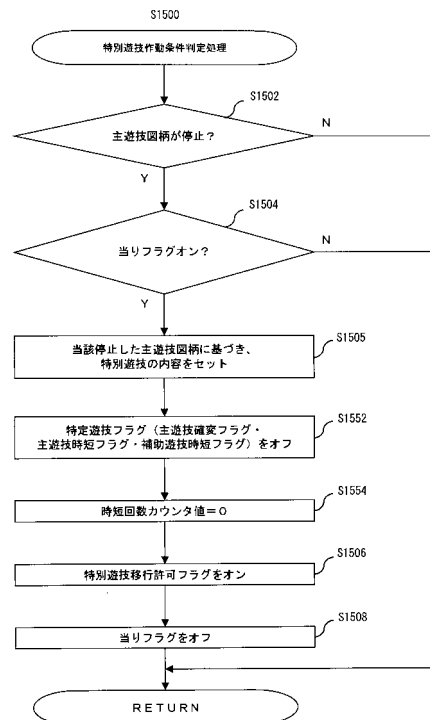 S1500
特別遊技作動条件判定処理
S1502
主遊技図柄が停止？
N
Y
S1504
当りフラグオン？
N
Y
S1505
当該停止した主遊技図柄に基づき、
特別遊技の内容をセット
S1552
特定遊技フラグ（主遊技確変フラグ・
主遊技時短フラグ・補助遊技時短フラグ）をオフ
S1554
時短回数カウンタ値＝０
S1506
特別遊技移行許可フラグをオン
S1508
当りフラグをオフ
RETURN